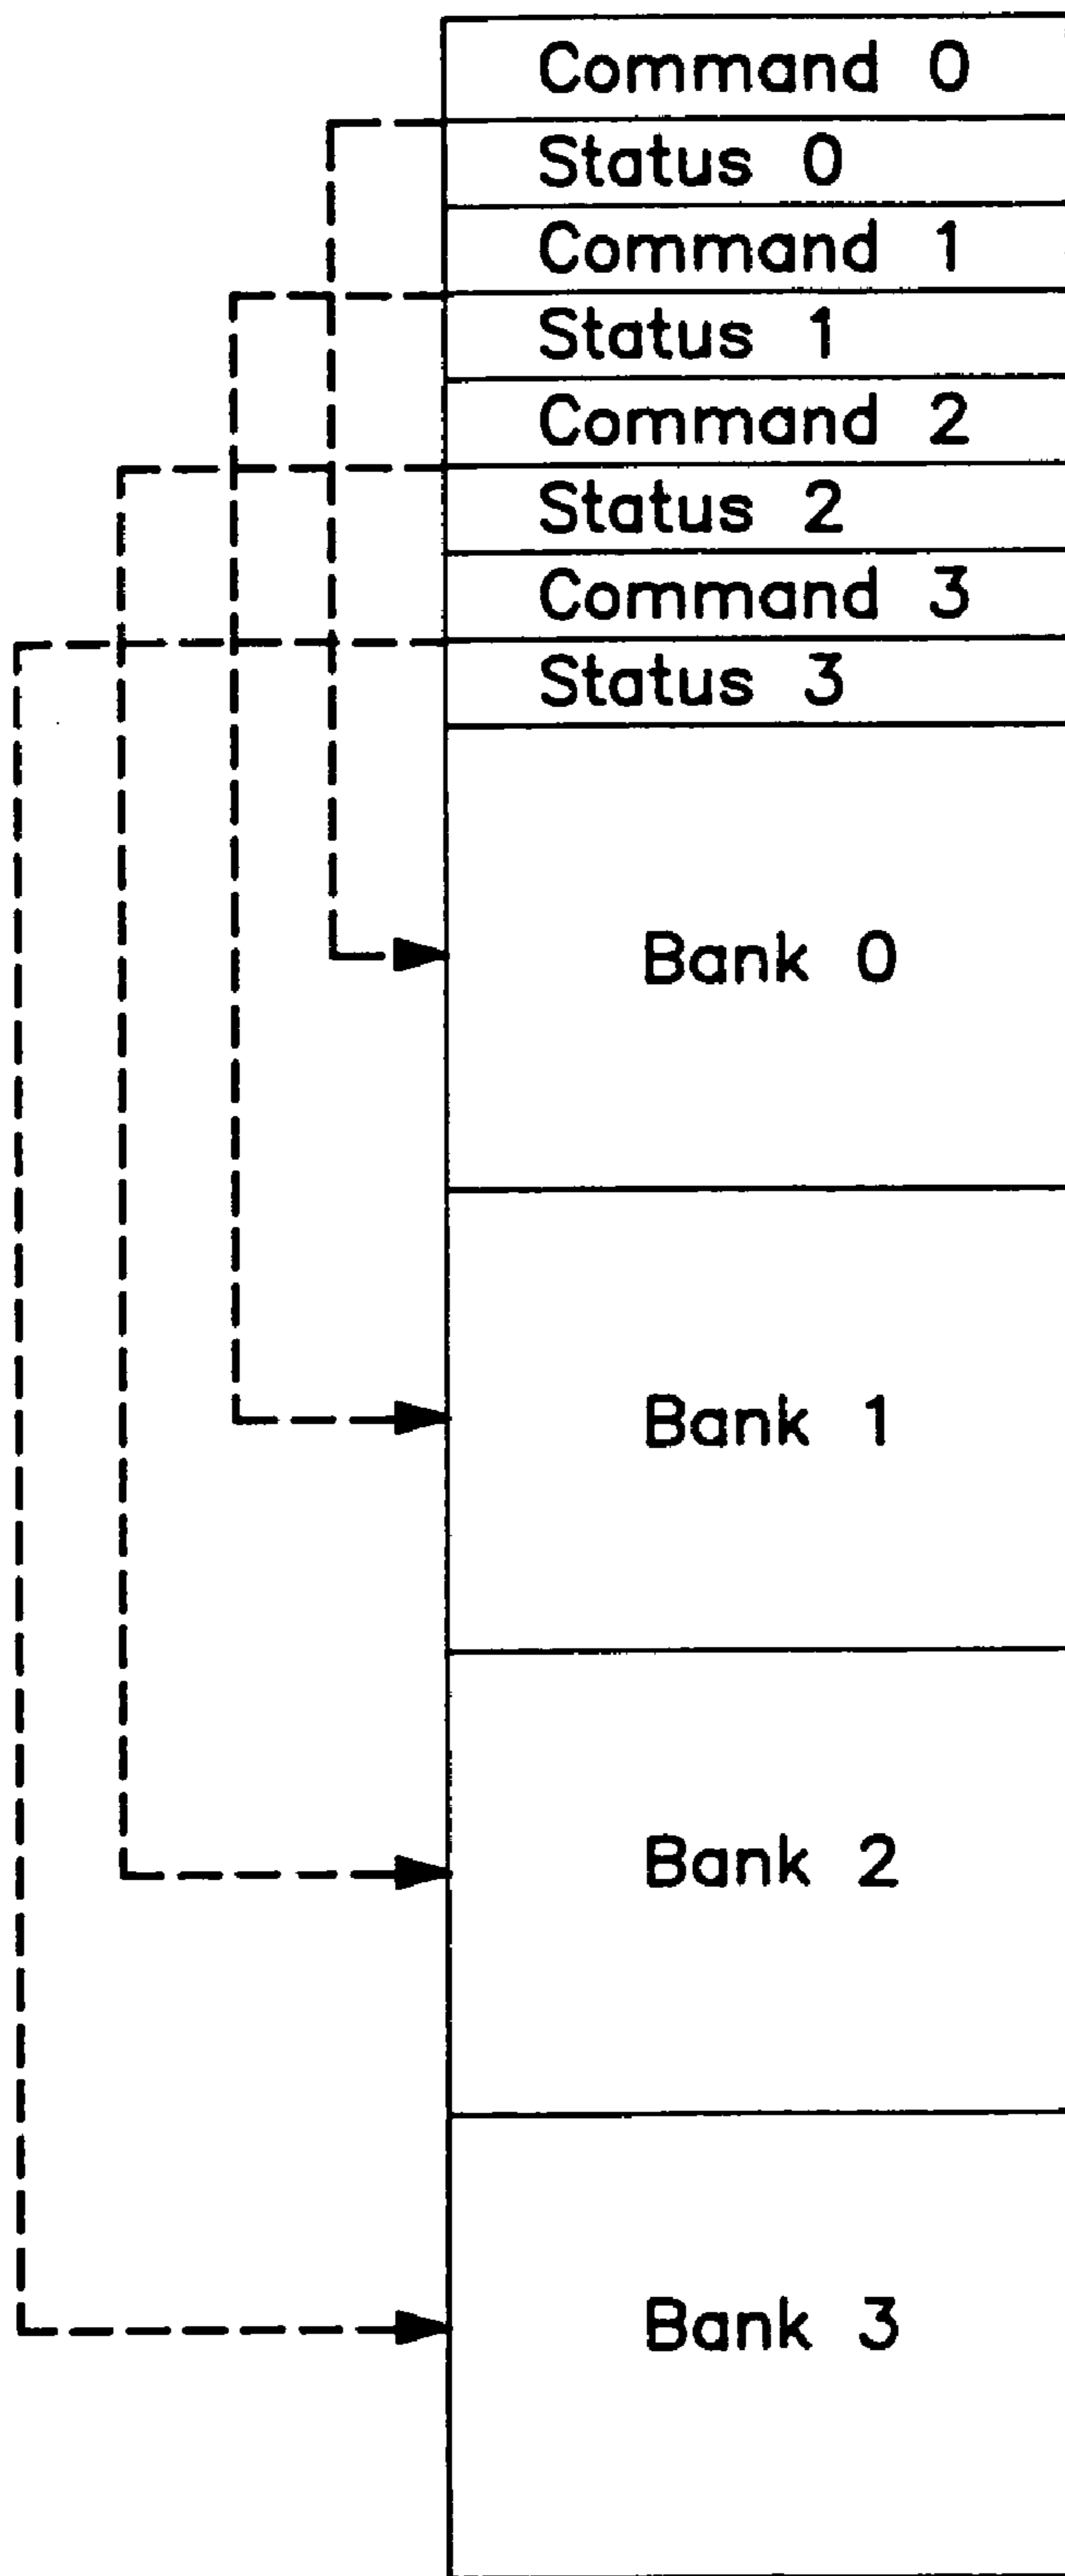 Command 0
Status 0
Command 1
Status 1
Command 2
Status 2
Command 3
Status 3
Bank 0
Bank 1
Bank 2
Bank 3